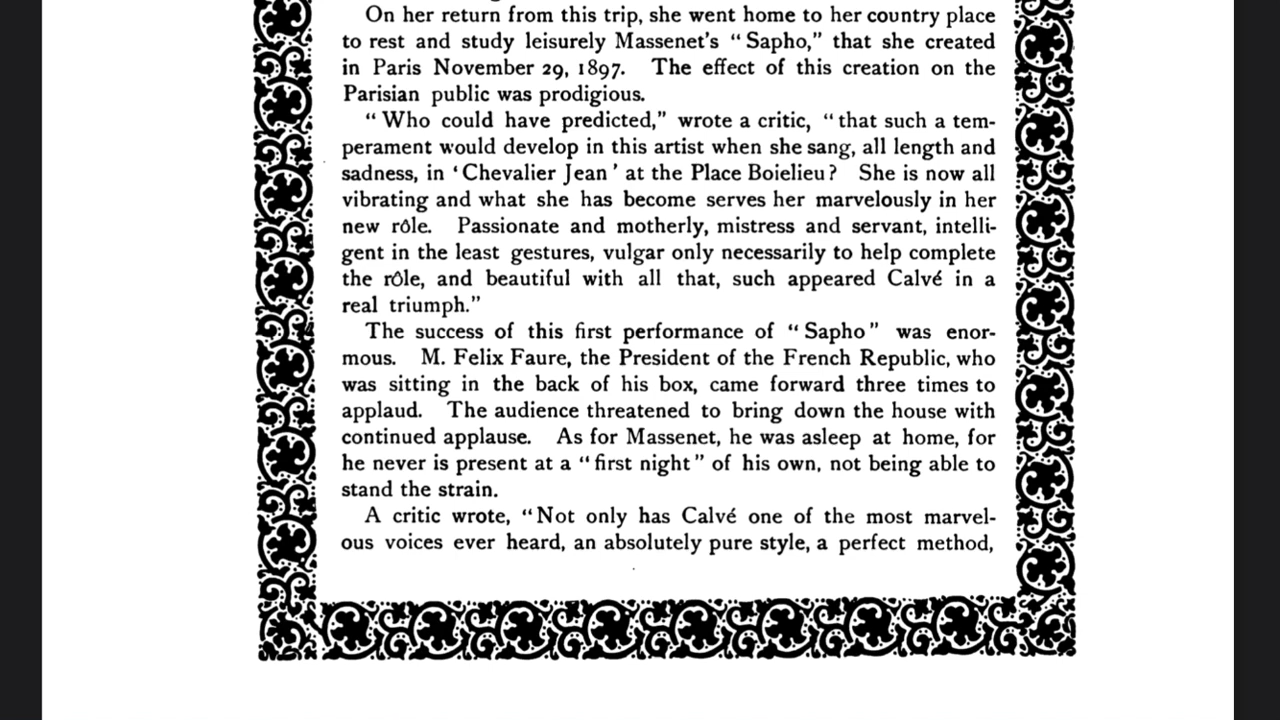 On her return from this trip, she went home to her country place
to rest and study leisurely Massenet's “Sapho,” that she created
in Paris November 29, 1897. The effect of this creation on the
Parisian public was prodigious.
“Who could have predicted,” wrote a critic, “that such a tem-
perament would develop in this artist when she sang, all length and
sadness, in ‘Chevalier Jean’ at the Place Boielieu? She is now all
vibrating and what she has become serves her marvelously in her
new rôle. Passionate and motherly, mistress and servant, intelli-
gent in the least gestures, vulgar only necessarily to help complete
the rôle, and beautiful with all that, such appeared Calvé in a
real triumph.”
The success of this first performance of “Sapho” was enor-
mous. M. Felix Faure, the President of the French Republic, who
was sitting in the back of his box, came forward three times to
applaud. The audience threatened to bring down the house with
continued applause. As for Massenet, he was asleep at home, for
he never is present at a “first night” of his own, not being able to
stand the strain.
A critic wrote, “Not only has Calvé one of the most marvel-
ous voices ever heard, an absolutely pure style, a perfect method,